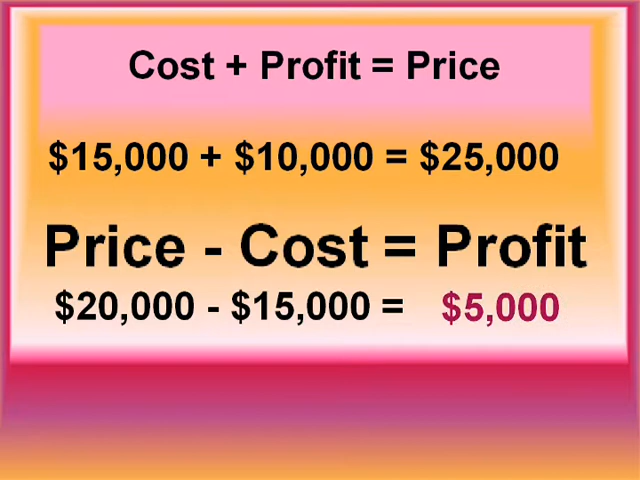 Cost + Profit = Price
$15,000 + $10,000 = $25,000
Price - Cost = Profit
$20,000 - $15,000 = $5,000